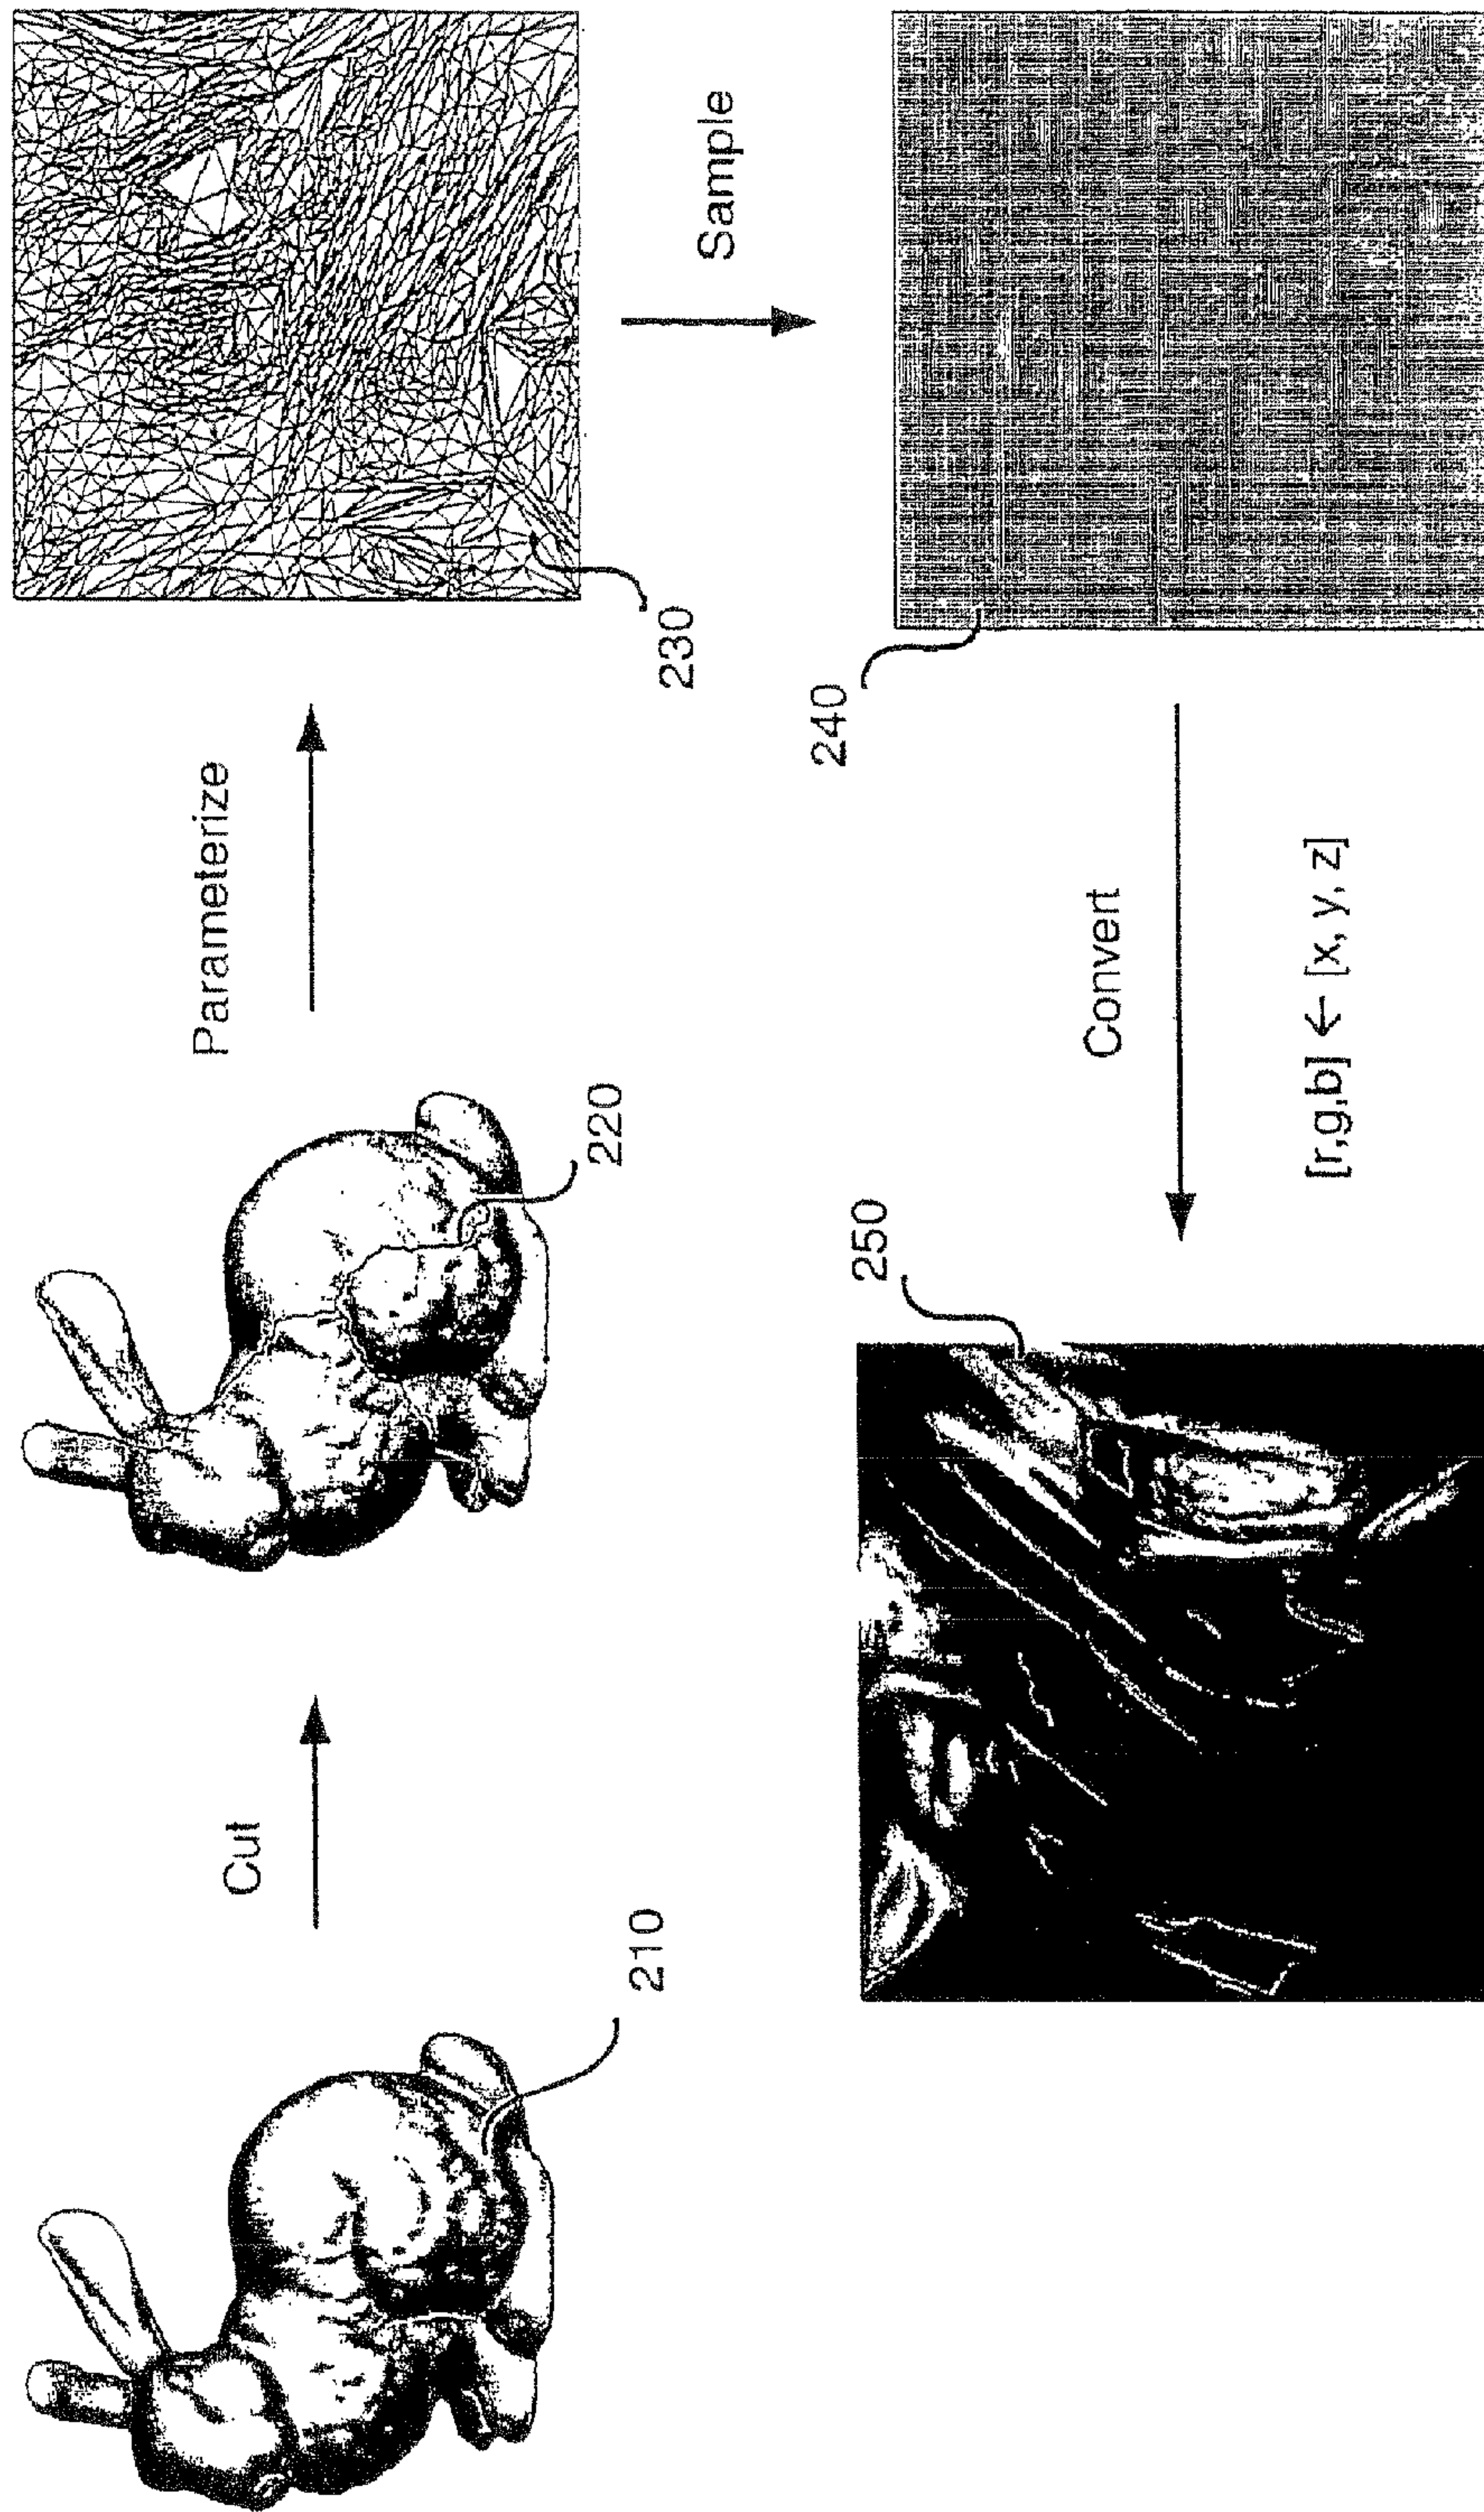 Cut
Parameterize
210
220
230
Sample
240
Convert
[r,g,b] ← [x, y, z]
250